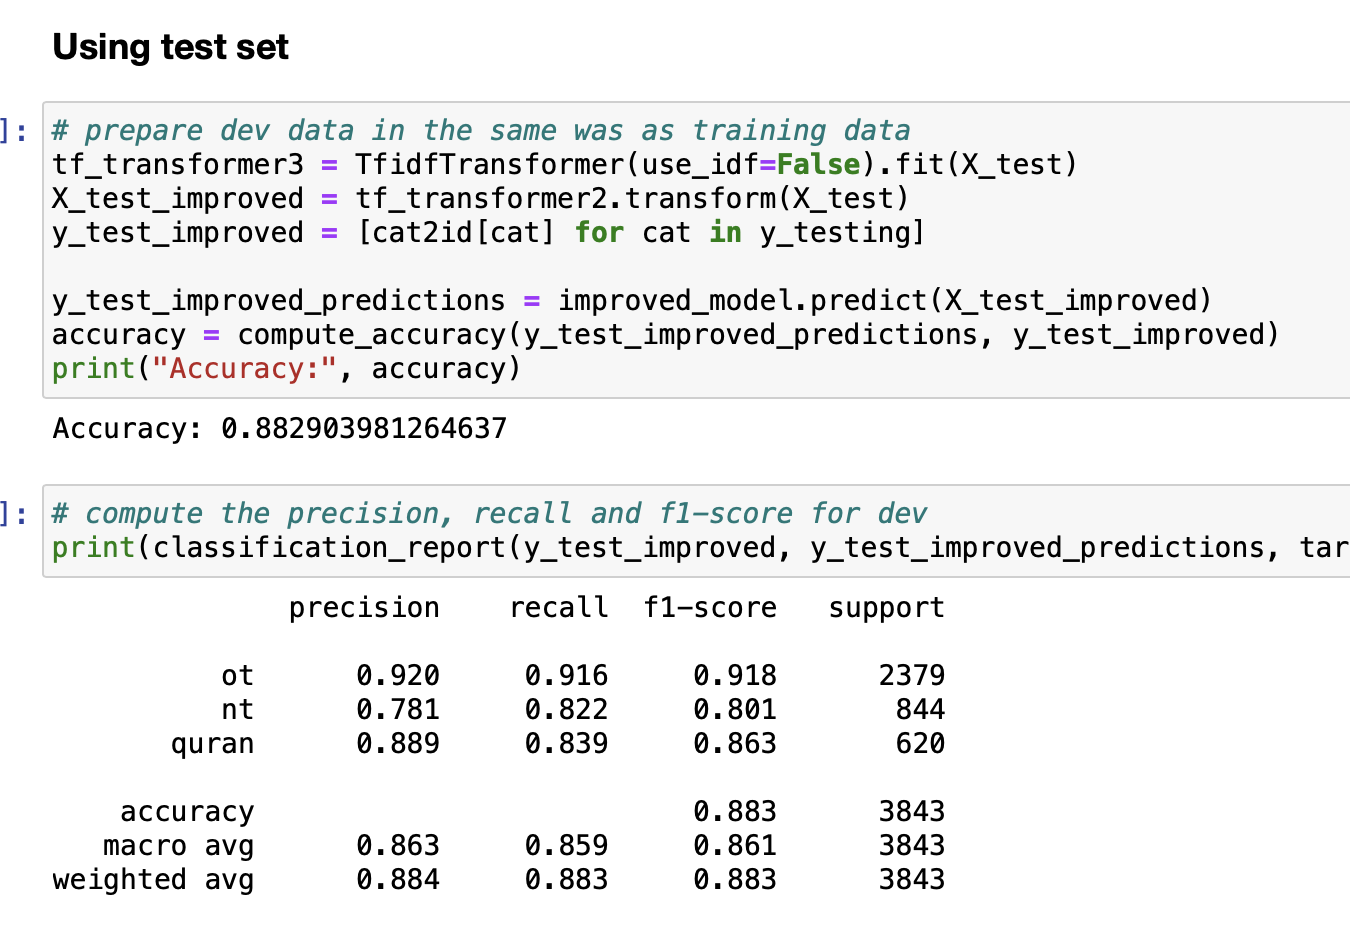 Using test set
]: # prepare dev data in the same was as training data
tf_transformer3 = TfidfTransformer(use_idf=False).fit(X_test)
X_test_improved = tf_transformer2.transform(X_test)
y_test_improved = [cat2id[cat] for cat in y_testing]
y_test_improved_predictions = improved_model.predict(X_test_improved)
accuracy = compute_accuracy(y_test_improved_predictions, y_test_improved)
print("Accuracy:", accuracy)
Accuracy: 0.882903981264637
]: # compute the precision, recall and f1-score for dev
print(classification_report(y_test_improved, y_test_improved_predictions, tar
precision recall f1-score support
ot 0.920 0.916 0.918 2379
nt 0.781 0.822 0.801 844
quran 0.889 0.839 0.863 620
accuracy 0.883 3843
macro avg 0.863 0.859 0.861 3843
weighted avg 0.884 0.883 0.883 3843